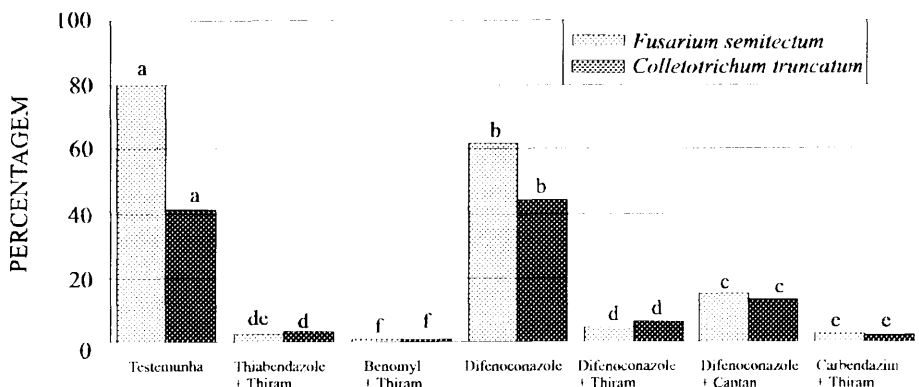 100
80
60
40
20
0
PERCENTAGEM
Fusarium semitectum
Colletotrichum truncatum
a
a
de
d
f
f
b
b
d
d
c
c
e
e
Testemunha
Thiabendazole
+ Thiram
Benomyl
+ Thiram
Difenoconazole
Difenoconazole
+ Thiram
Difenoconazole
+ Captan
Carbendazim
+ Thiram